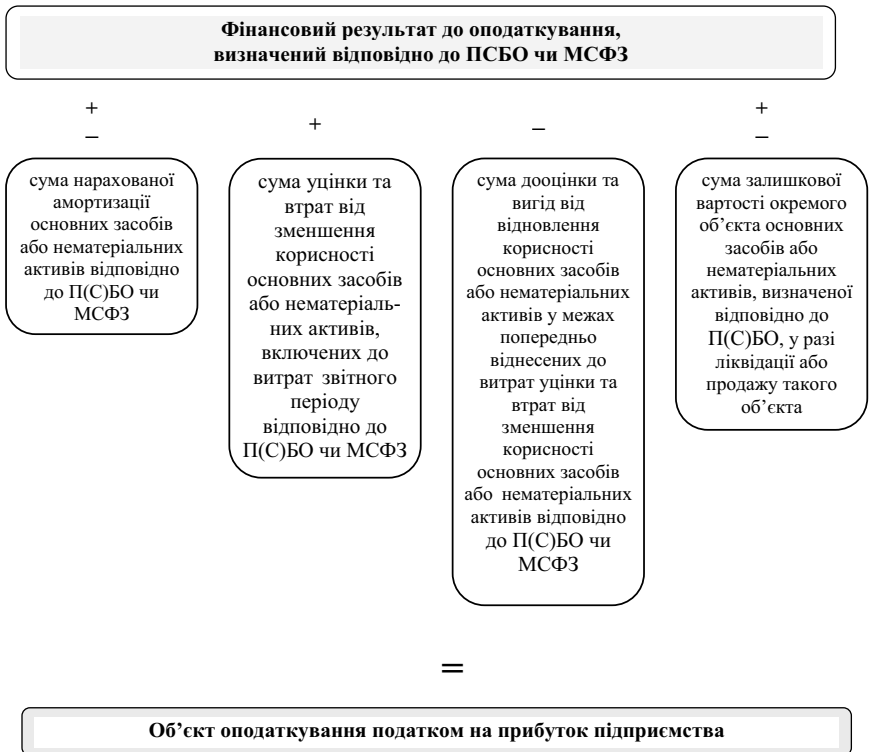 Фінансовий результат до оподаткування,
визначений відповідно до ПСБО чи МСФЗ
+
–
сума нарахованої
амортизації
основних засобів
або нематеріальних
активів відповідно
до П(С)БО чи
МСФЗ
+
сума уцінки та
втрат від
зменшення
корисності
основних засобів
або нематеріаль-
них активів,
включених до
витрат звітного
періоду
відповідно до
П(С)БО чи МСФЗ
–
сума дооцінки та
вигід від
відновлення
корисності
основних засобів
або нематеріальних
активів у межах
попередньо
віднесених до
витрат уцінки та
втрат від
зменшення
корисності
основних засобів
або нематеріальних
активів відповідно
до П(С)БО чи
МСФЗ
+
–
сума залишкової
вартості окремого
об’єкта основних
засобів або
нематеріальних
активів, визначеної
відповідно до
П(С)БО, у разі
ліквідації або
продажу такого
об’єкта
=
Об’єкт оподаткування податком на прибуток підприємства